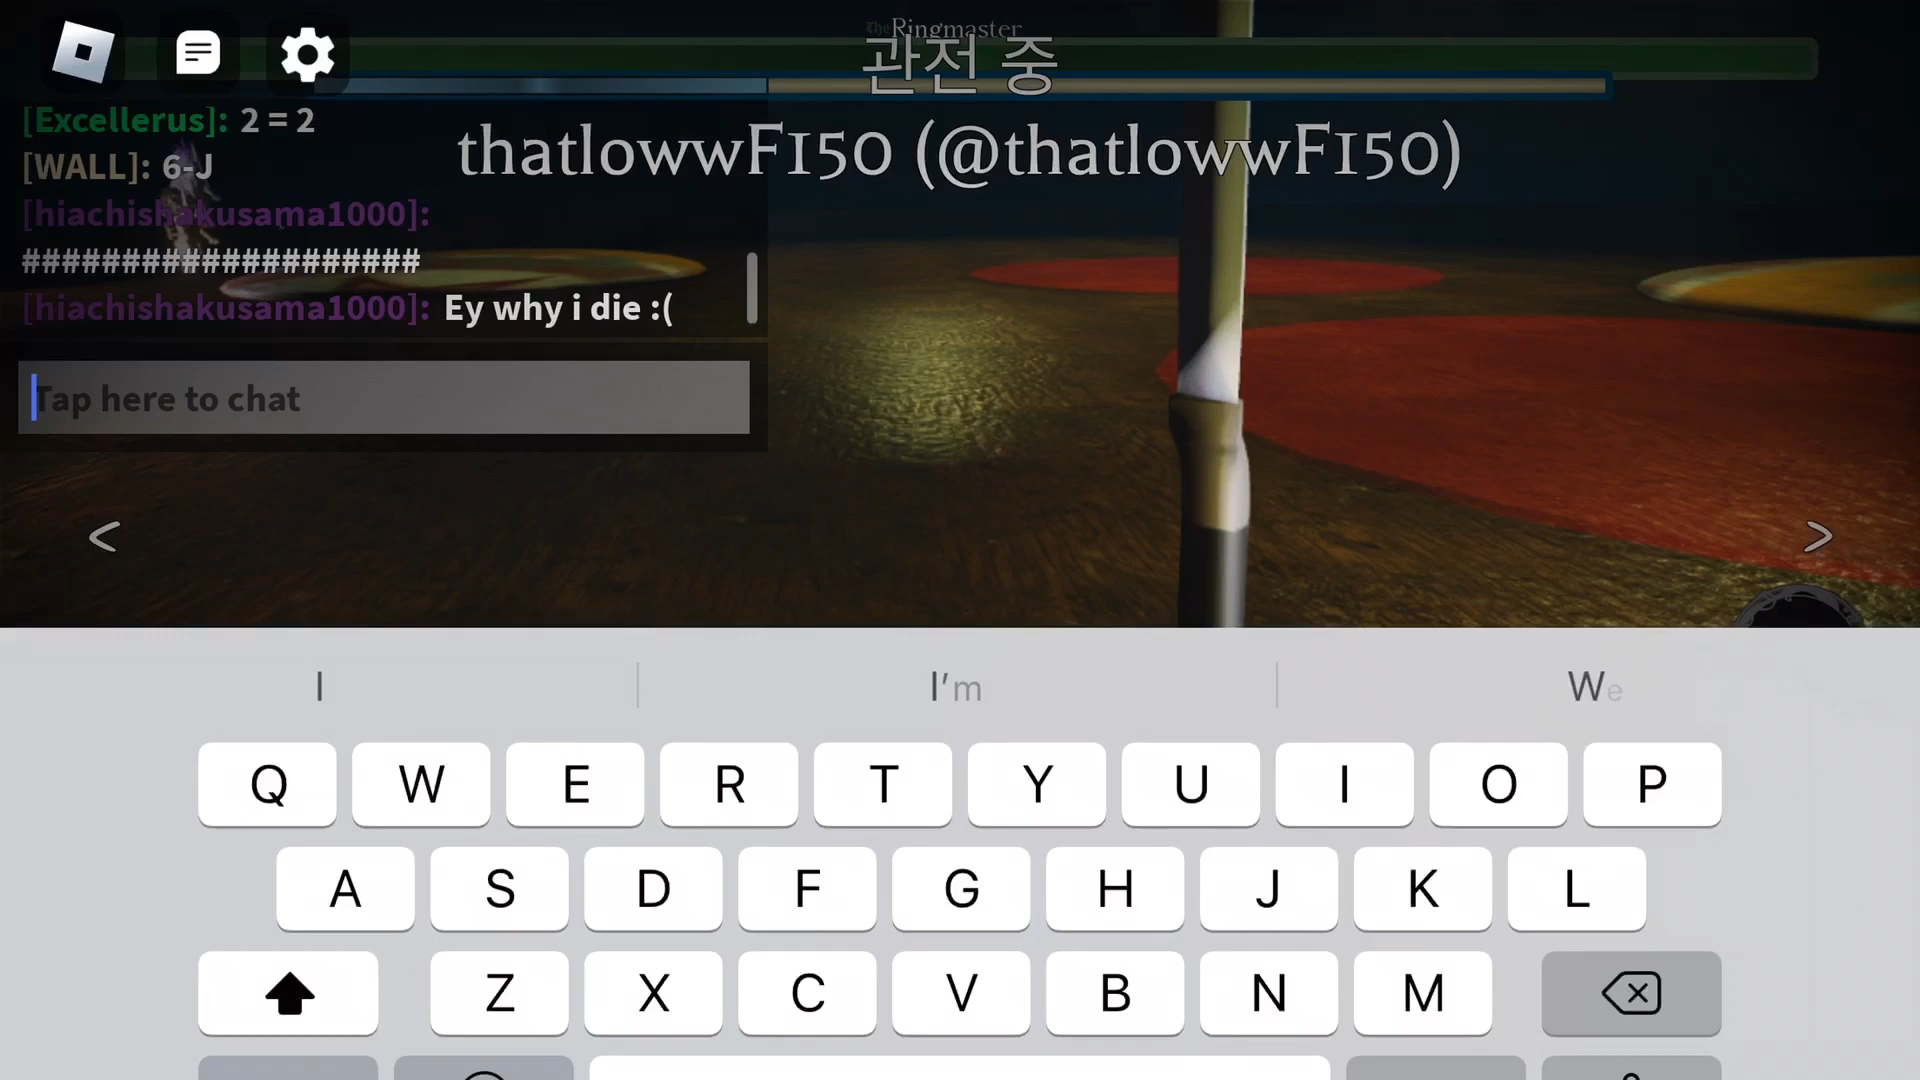 The Ringmaster
관전 중
thatlowwF150 (@thatlowwF150)
[Excellerus]: 2 = 2
[WALL]: 6-J
[hiachishakusama1000]:
####################
[hiachishakusama1000]: Ey why i die :(
Tap here to chat
< >
I I'm We
Q W E R T Y U I O P
A S D F G H J K L
Z X C V B N M